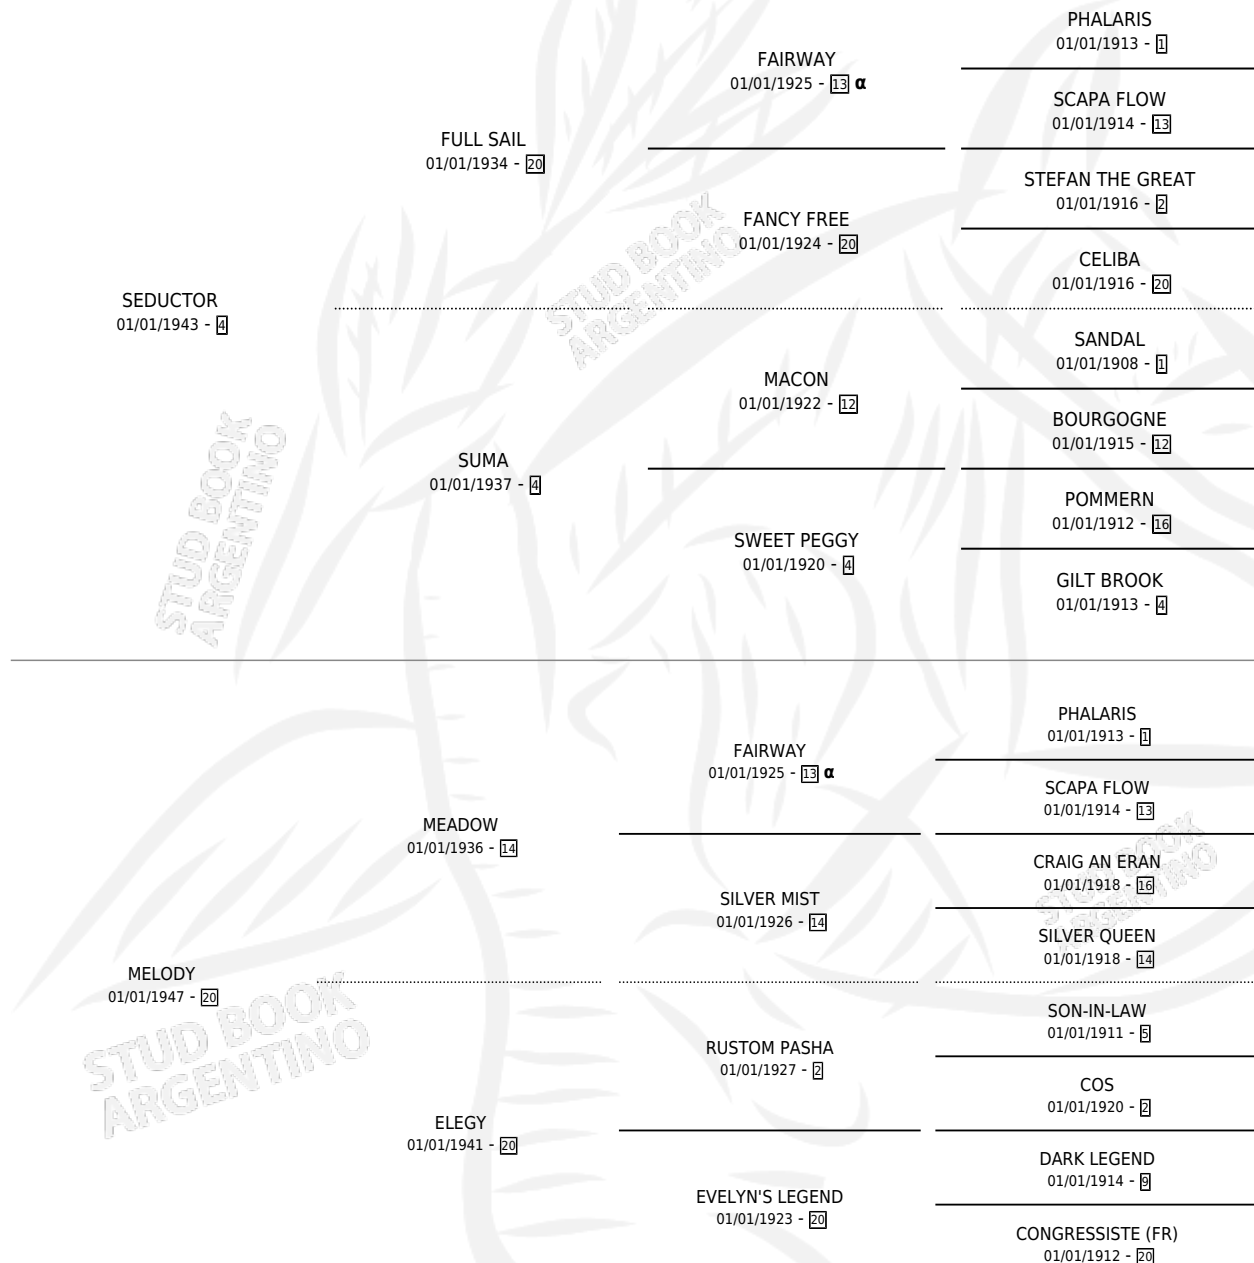 PHALARIS
01/01/1913 - 1
FAIRWAY
01/01/1925 - 13 α
SCAPA FLOW
01/01/1914 - 13
FULL SAIL
01/01/1934 - 20
STEFAN THE GREAT
01/01/1916 - 2
FANCY FREE
01/01/1924 - 20
CELIBA
01/01/1916 - 20
SEDUCTOR
01/01/1943 - 4
SANDAL
01/01/1908 - 1
MACON
01/01/1922 - 12
BOURGOGNE
01/01/1915 - 12
SUMA
01/01/1937 - 4
POMMERN
01/01/1912 - 16
SWEET PEGGY
01/01/1920 - 4
GILT BROOK
01/01/1913 - 4
PHALARIS
01/01/1913 - 1
FAIRWAY
01/01/1925 - 13 α
SCAPA FLOW
01/01/1914 - 13
MEADOW
01/01/1936 - 14
CRAIG AN ERAN
01/01/1918 - 16
SILVER MIST
01/01/1926 - 14
SILVER QUEEN
01/01/1918 - 14
MELODY
01/01/1947 - 20
SON-IN-LAW
01/01/1911 - 5
RUSTOM PASHA
01/01/1927 - 2
COS
01/01/1920 - 2
ELEGY
01/01/1941 - 20
DARK LEGEND
01/01/1914 - 9
EVELYN'S LEGEND
01/01/1923 - 20
CONGRESSISTE (FR)
01/01/1912 - 20
STUD BOOK
ARGENTINO
STUD BOOK
ARGENTINO
STUD BOOK
ARGENTINO
STUD BOOK
ARGENTINO